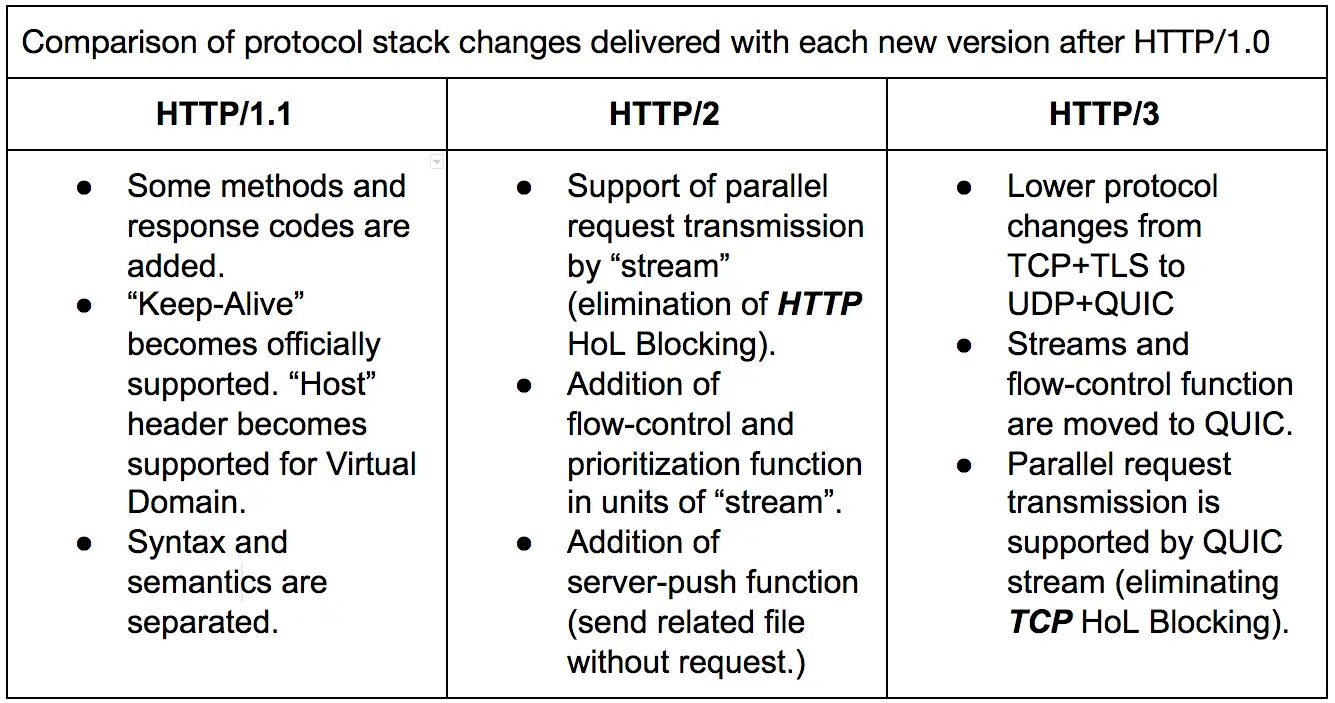 Comparison of protocol stack changes delivered with each new version after HTTP/1.0
HTTP/1.1
● Some methods and
response codes are
added.
● “Keep-Alive”
becomes officially
supported. “Host”
header becomes
supported for Virtual
Domain.
● Syntax and
semantics are
separated.
HTTP/2
● Support of parallel
request transmission
by “stream”
(elimination of HTTP
HoL Blocking).
● Addition of
flow-control and
prioritization function
in units of “stream”.
● Addition of
server-push function
(send related file
without request.)
HTTP/3
● Lower protocol
changes from
TCP+TLS to
UDP+QUIC
● Streams and
flow-control function
are moved to QUIC.
● Parallel request
transmission is
supported by QUIC
stream (eliminating
TCP HoL Blocking).